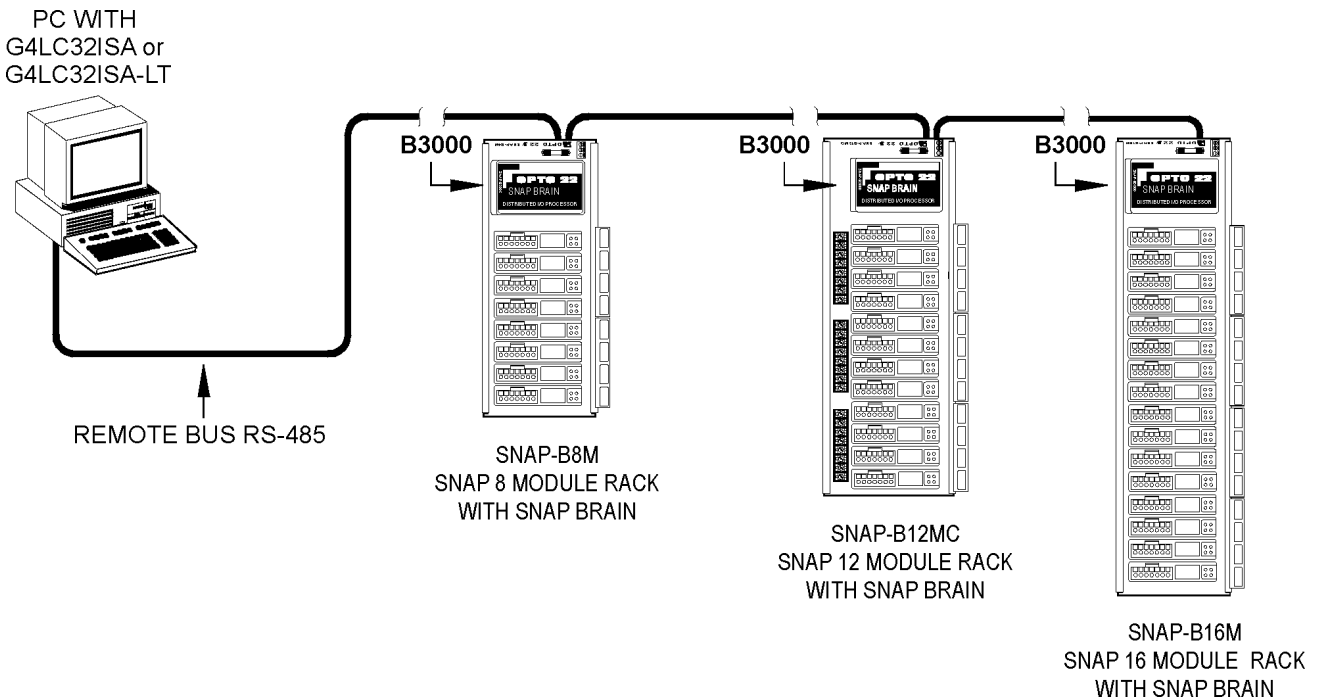 PC WITH
G4LC32ISA or
G4LC32ISA-LT
B3000
B3000
B3000
OPTO 22
SNAP BRAIN
DISTRIBUTED I/O PROCESSOR
OPTO 22
SNAP BRAIN
DISTRIBUTED I/O PROCESSOR
OPTO 22
SNAP BRAIN
DISTRIBUTED I/O PROCESSOR
REMOTE BUS RS-485
SNAP-B8M
SNAP 8 MODULE RACK
WITH SNAP BRAIN
SNAP-B12MC
SNAP 12 MODULE RACK
WITH SNAP BRAIN
SNAP-B16M
SNAP 16 MODULE RACK
WITH SNAP BRAIN